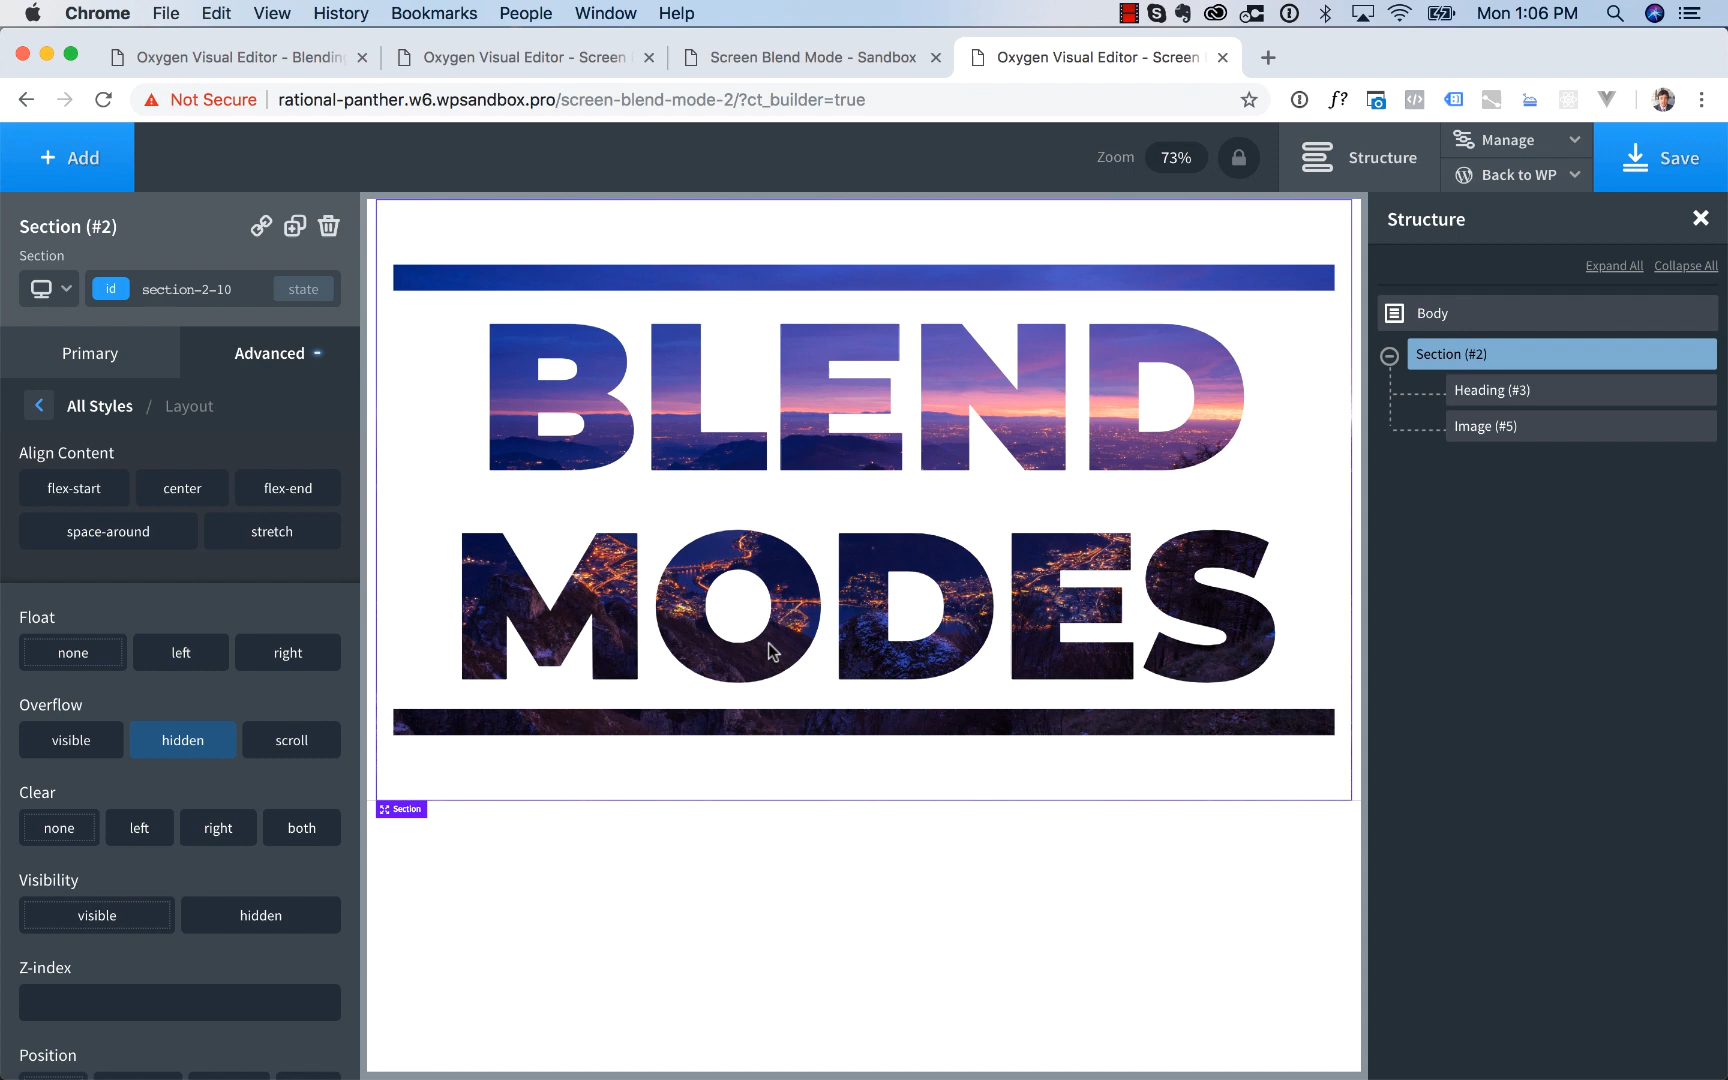 Chrome File Edit View History Bookmarks People Window Help Mon 1:06 PM
Oxygen Visual Editor - Blending Oxygen Visual Editor - Screen Screen Blend Mode - Sandbox Oxygen Visual Editor - Screen
Not Secure rational-panther.w6.wpsandbox.pro/screen-blend-mode-2/?ct_builder=true f?
+ Add
Zoom 73%
Structure
Manage
Back to WP
Save
Section (#2)
Section
id section-2-10 state
Primary Advanced
All Styles / Layout
Align Content
flex-start center flex-end
space-around stretch
Float
none left right
Overflow
visible hidden scroll
Clear
none left right both
Visibility
visible hidden
Z-index
Position
BLEND
MODES
Section
Structure
Expand All Collapse All
Body
Section (#2)
Heading (#3)
Image (#5)